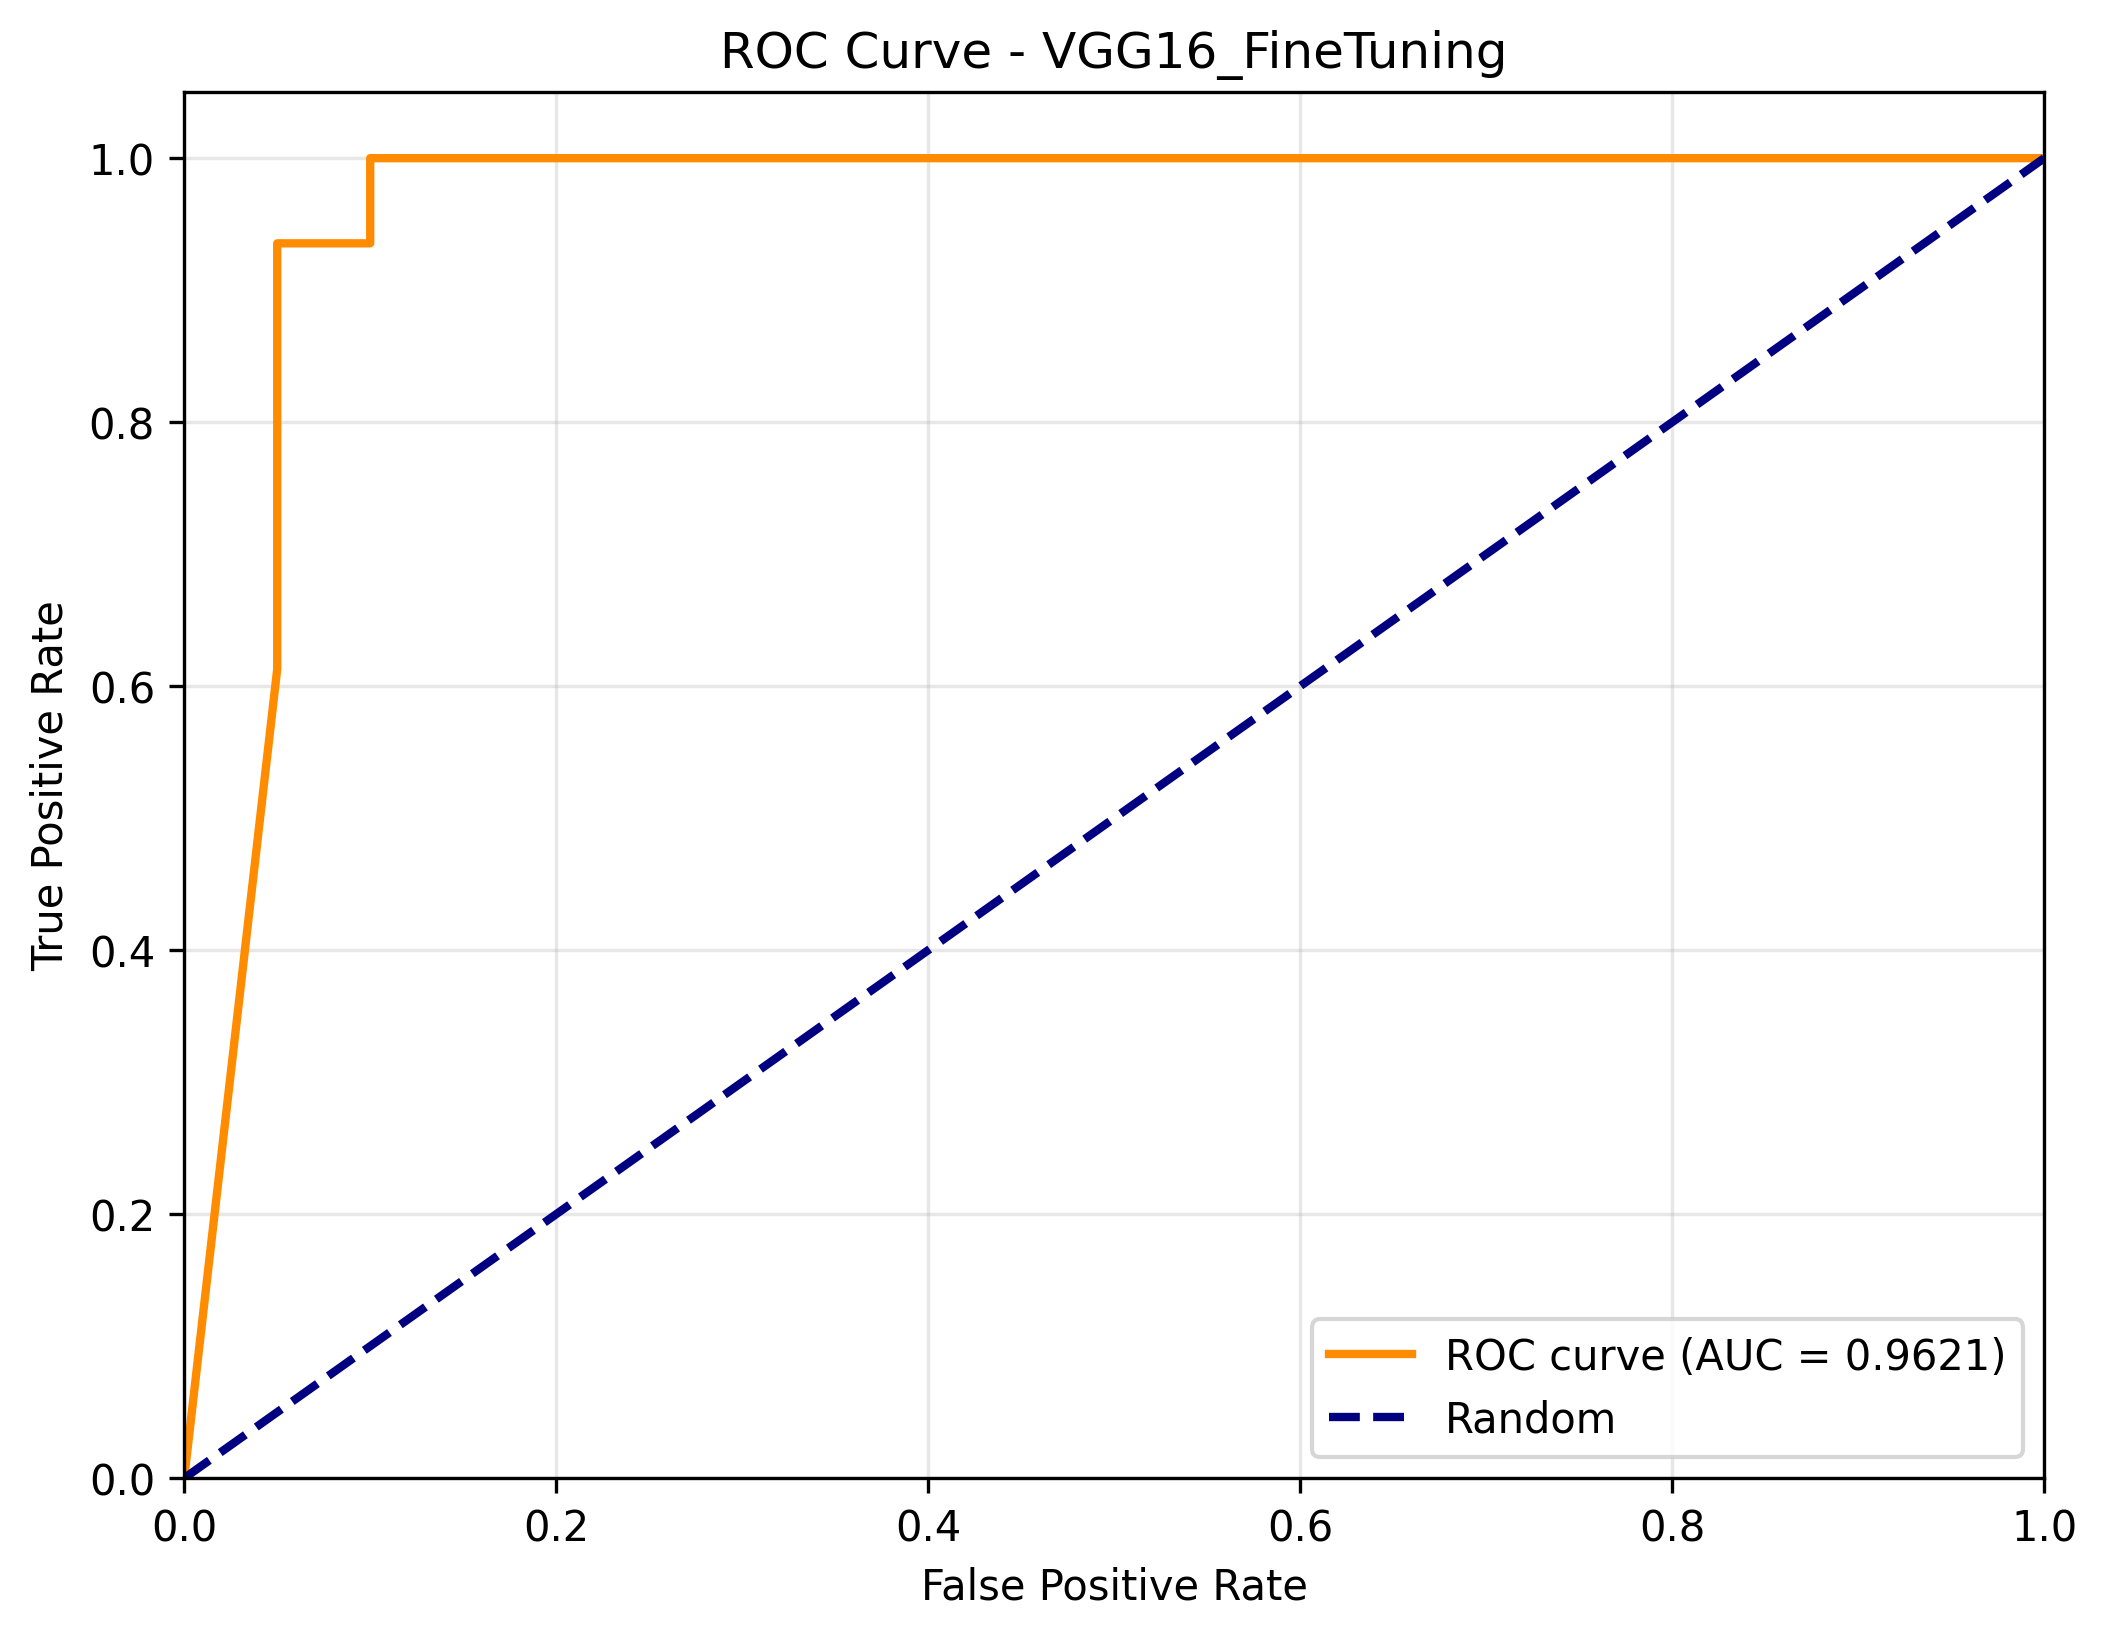 ROC Curve - VGG16_FineTuning
True Positive Rate
1.0
0.8
0.6
0.4
0.2
0.0
0.0 0.2 0.4 0.6 0.8 1.0
False Positive Rate
ROC curve (AUC = 0.9621)
Random